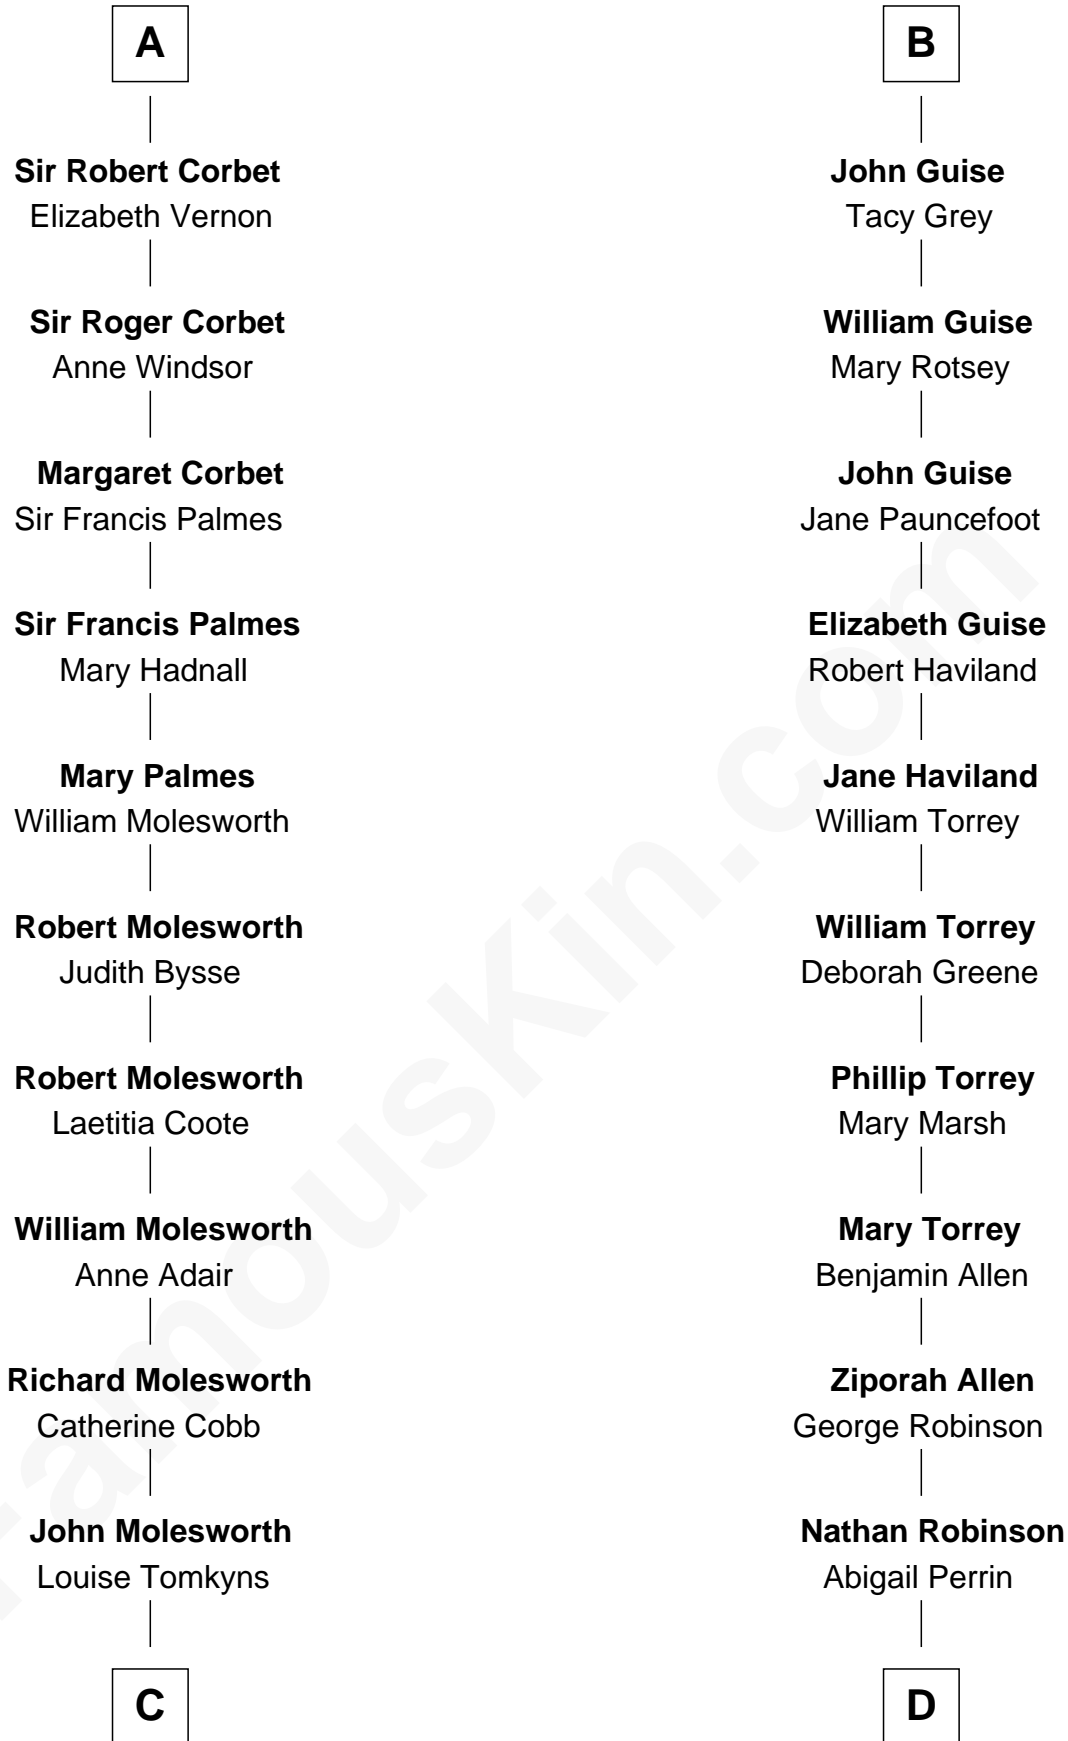 A
Sir Robert Corbet
Elizabeth Vernon
Sir Roger Corbet
Anne Windsor
Margaret Corbet
Sir Francis Palmes
Sir Francis Palmes
Mary Hadnall
Mary Palmes
William Molesworth
Robert Molesworth
Judith Bysse
Robert Molesworth
Laetitia Coote
William Molesworth
Anne Adair
Richard Molesworth
Catherine Cobb
John Molesworth
Louise Tomkyns
C
B
John Guise
Tacy Grey
William Guise
Mary Rotsey
John Guise
Jane Pauncefoot
Elizabeth Guise
Robert Haviland
Jane Haviland
William Torrey
William Torrey
Deborah Greene
Phillip Torrey
Mary Marsh
Mary Torrey
Benjamin Allen
Ziporah Allen
George Robinson
Nathan Robinson
Abigail Perrin
D
FamousKin.com